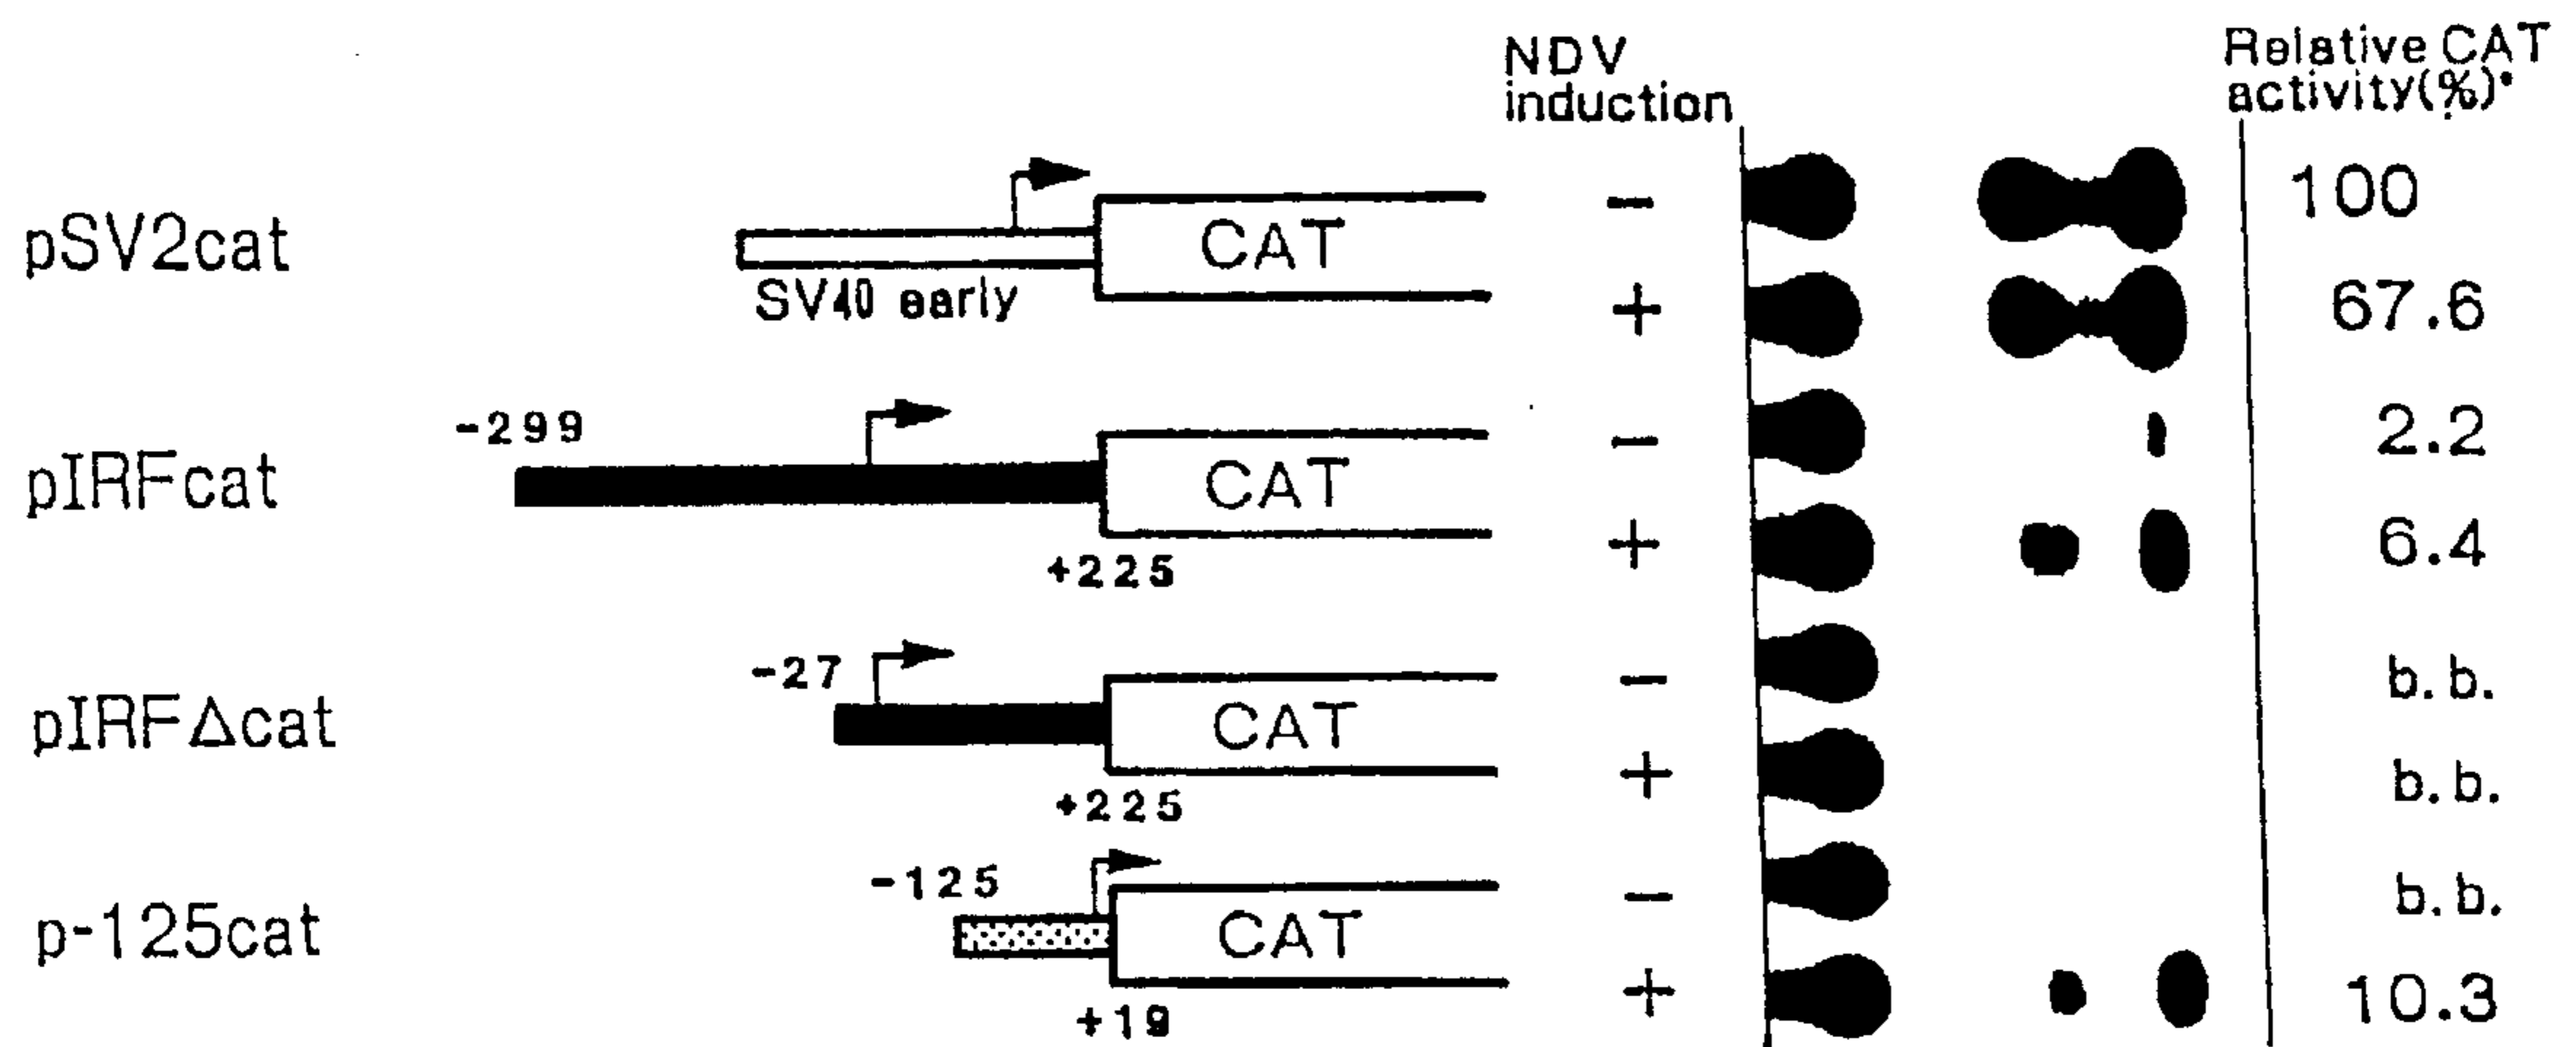 NDV
induction
Relative CAT
activity(%)*
pSV2cat
SV40 early
CAT
-
100
+
67.6
pIRFcat
-299
CAT
+225
-
2.2
+
6.4
pIRFΔcat
-27
CAT
+225
-
b.b.
+
b.b.
p-125cat
-125
CAT
+19
-
b.b.
+
10.3